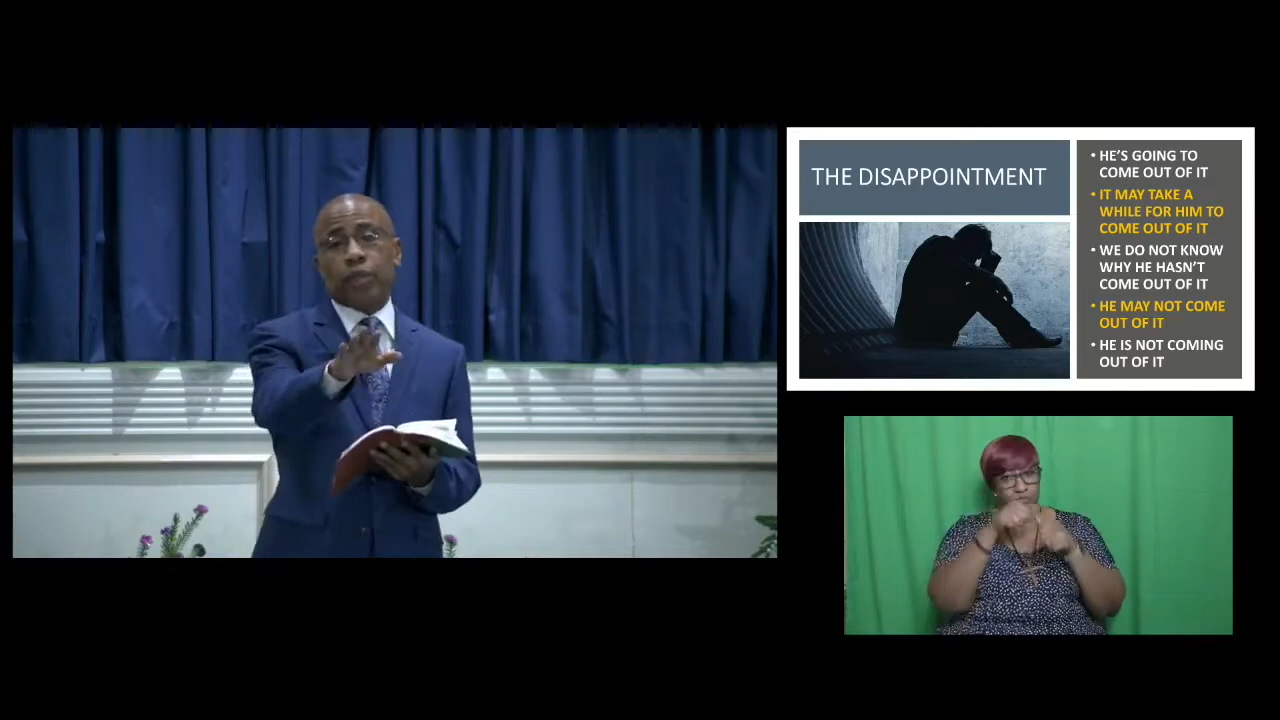 THE DISAPPOINTMENT
• HE'S GOING TO
COME OUT OF IT
• IT MAY TAKE A
WHILE FOR HIM TO
COME OUT OF IT
• WE DO NOT KNOW
WHY HE HASN'T
COME OUT OF IT
• HE MAY NOT COME
OUT OF IT
• HE IS NOT COMING
OUT OF IT